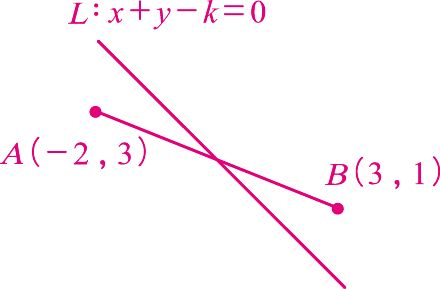 L: x+y-k=0
A(-2, 3)
B(3, 1)